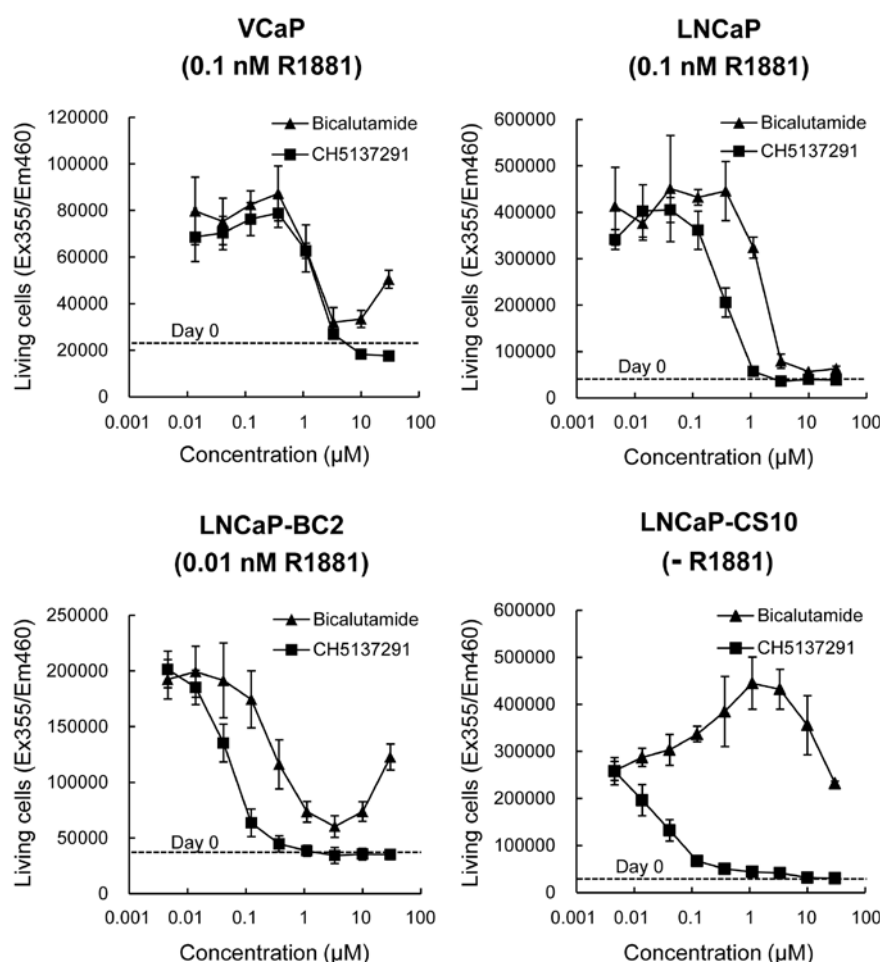 VCaP
(0.1 nM R1881)
Living cells (Ex355/Em460)
120000
100000
80000
60000
40000
20000
0
Bicalutamide
CH5137291
Day 0
0.001 0.01 0.1 1 10 100
Concentration (µM)
LNCaP
(0.1 nM R1881)
Living cells (Ex355/Em460)
600000
500000
400000
300000
200000
100000
0
Bicalutamide
CH5137291
Day 0
0.001 0.01 0.1 1 10 100
Concentration (µM)
LNCaP-BC2
(0.01 nM R1881)
Living cells (Ex355/Em460)
250000
200000
150000
100000
50000
0
Bicalutamide
CH5137291
Day 0
0.001 0.01 0.1 1 10 100
Concentration (µM)
LNCaP-CS10
(- R1881)
Living cells (Ex355/Em460)
600000
500000
400000
300000
200000
100000
0
Bicalutamide
CH5137291
Day 0
0.001 0.01 0.1 1 10 100
Concentration (µM)